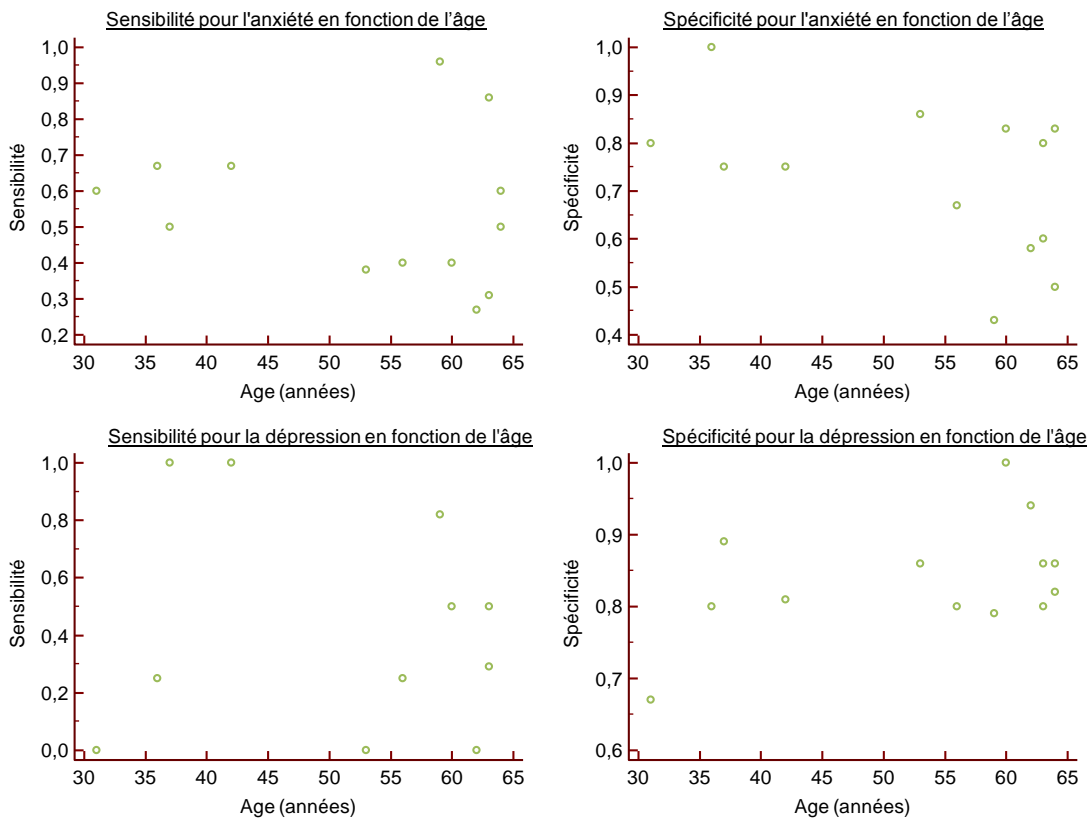 Sensibilité pour l'anxiété en fonction de l'âge
1,0
0,9
0,8
0,7
0,6
0,5
0,4
0,3
0,2
Sensibilité
30 35 40 45 50 55 60 65
Age (années)
Spécificité pour l'anxiété en fonction de l'âge
1,0
0,9
0,8
0,7
0,6
0,5
0,4
Spécificité
30 35 40 45 50 55 60 65
Age (années)
Sensibilité pour la dépression en fonction de l'âge
1,0
0,8
0,6
0,4
0,2
0,0
Sensibilité
30 35 40 45 50 55 60 65
Age (années)
Spécificité pour la dépression en fonction de l'âge
1,0
0,9
0,8
0,7
0,6
Spécificité
30 35 40 45 50 55 60 65
Age (années)